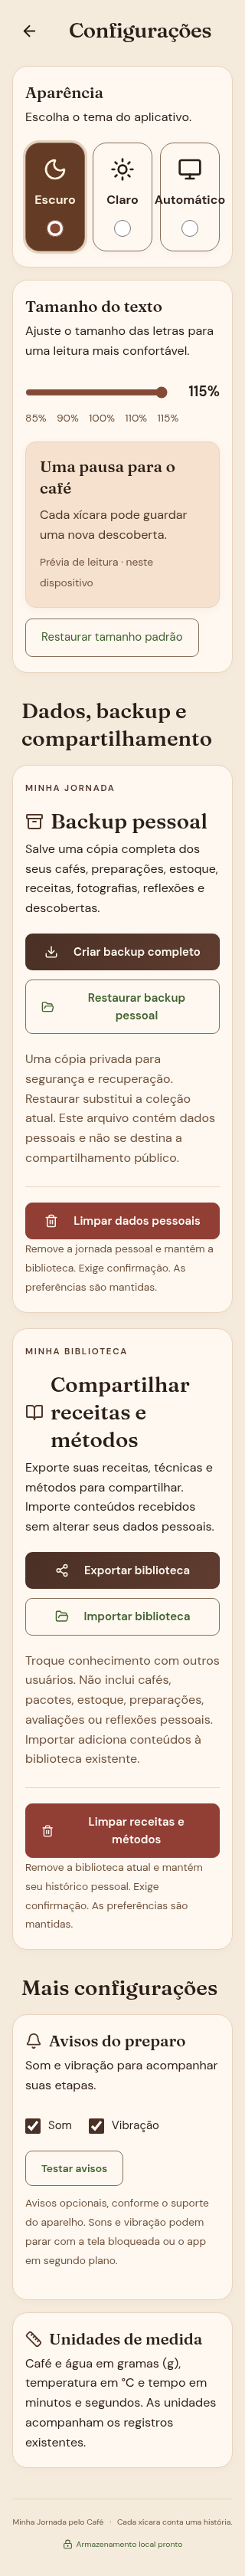 Configurações
Aparência
Escolha o tema do aplicativo.
Escuro
Claro
Automático
Tamanho do texto
Ajuste o tamanho das letras para
uma leitura mais confortável.
115%
85% 90% 100% 110% 115%
Uma pausa para o
café
Cada xícara pode guardar
uma nova descoberta.
Prévia de leitura · neste
dispositivo
Restaurar tamanho padrão
Dados, backup e
compartilhamento
MINHA JORNADA
Backup pessoal
Salve uma cópia completa dos
seus cafés, preparações, estoque,
receitas, fotografias, reflexões e
descobertas.
Criar backup completo
Restaurar backup
pessoal
Uma cópia privada para
segurança e recuperação.
Restaurar substitui a coleção
atual. Este arquivo contém dados
pessoais e não se destina a
compartilhamento público.
Limpar dados pessoais
Remove a jornada pessoal e mantém a
biblioteca. Exige confirmação. As
preferências são mantidas.
MINHA BIBLIOTECA
Compartilhar
receitas e
métodos
Exporte suas receitas, técnicas e
métodos para compartilhar.
Importe conteúdos recebidos
sem alterar seus dados pessoais.
Exportar biblioteca
Importar biblioteca
Troque conhecimento com outros
usuários. Não inclui cafés,
pacotes, estoque, preparações,
avaliações ou reflexões pessoais.
Importar adiciona conteúdos à
biblioteca existente.
Limpar receitas e
métodos
Remove a biblioteca atual e mantém
seu histórico pessoal. Exige
confirmação. As preferências são
mantidas.
Mais configurações
Avisos do preparo
Som e vibração para acompanhar
suas etapas.
Som
Vibração
Testar avisos
Avisos opcionais, conforme o suporte
do aparelho. Sons e vibração podem
parar com a tela bloqueada ou o app
em segundo plano.
Unidades de medida
Café e água em gramas (g),
temperatura em °C e tempo em
minutos e segundos. As unidades
acompanham os registros
existentes.
Minha Jornada pelo Café · Cada xícara conta uma história.
Armazenamento local pronto